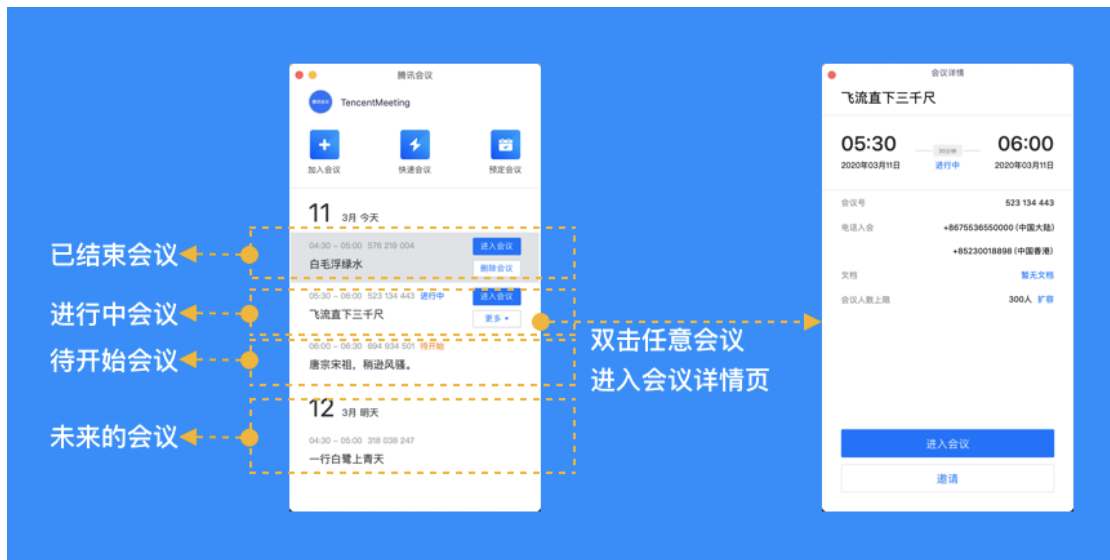 腾讯会议
TencentMeeting
加入会议
快速会议
预定会议
11 3月 今天
04:30 – 05:00 576 219 004
进入会议
白毛浮绿水
删除会议
05:30 – 06:00 523 134 443 进行中
进入会议
飞流直下三千尺
更多
06:00 – 06:30 694 934 501 待开始
唐宗宋祖，稍逊风骚。
12 3月 明天
04:30 – 05:00 318 038 247
一行白鹭上青天
已结束会议
进行中会议
待开始会议
未来的会议
双击任意会议
进入会议详情页
会议详情
飞流直下三千尺
05:30
30分钟
06:00
2020年03月11日
进行中
2020年03月11日
会议号
523 134 443
电话入会
+8675536550000 (中国大陆)
+85230018898 (中国香港)
文档
暂无文档
会议人数上限
300人 扩容
进入会议
邀请